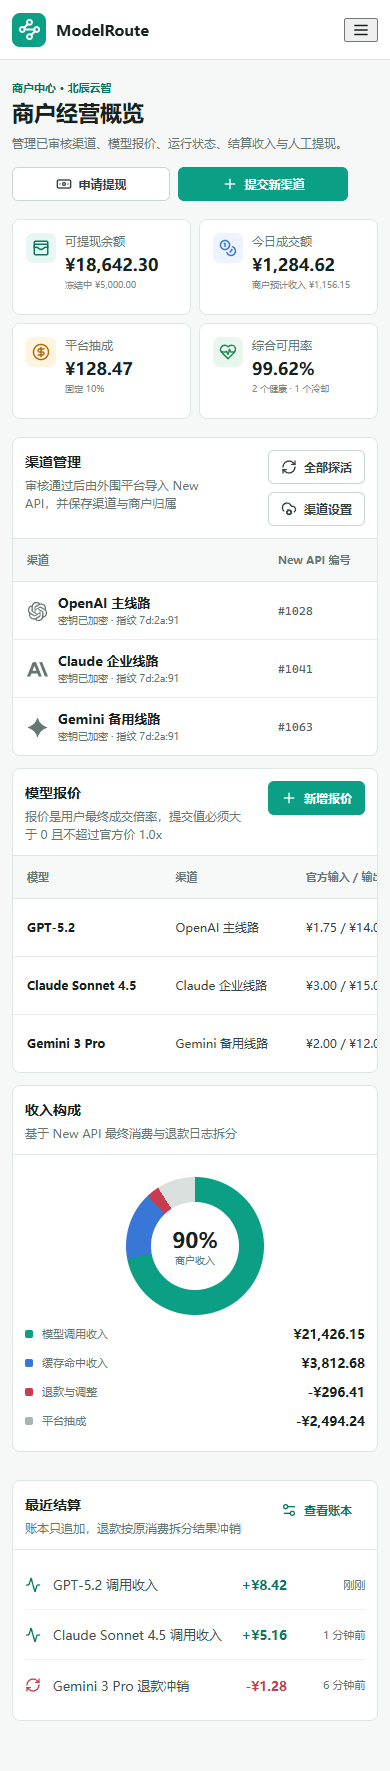 ModelRoute
商户中心 • 北辰云智
商户经营概览
管理已审核渠道、模型报价、运行状态、结算收入与人工提现。
申请提现
提交新渠道
可提现余额
¥18,642.30
冻结中 ¥5,000.00
今日成交额
¥1,284.62
商户预计收入 ¥1,156.15
平台抽成
¥128.47
固定 10%
综合可用率
99.62%
2 个健康 · 1 个冷却
渠道管理
审核通过后由外围平台导入 New
API，并保存渠道与商户归属
全部探活
渠道设置
渠道
New API 编号
OpenAI 主线路
密钥已加密 · 指纹 7d:2a:91
#1028
Claude 企业线路
密钥已加密 · 指纹 7d:2a:91
#1041
Gemini 备用线路
密钥已加密 · 指纹 7d:2a:91
#1063
模型报价
报价是用户最终成交倍率，提交值必须大
于 0 且不超过官方价 1.0x
新增报价
模型
渠道
官方输入 / 输
GPT-5.2
OpenAI 主线路
¥1.75 / ¥14.0
Claude Sonnet 4.5
Claude 企业线路
¥3.00 / ¥15.0
Gemini 3 Pro
Gemini 备用线路
¥2.00 / ¥12.0
收入构成
基于 New API 最终消费与退款日志拆分
90%
商户收入
模型调用收入
¥21,426.15
缓存命中收入
¥3,812.68
退款与调整
-¥296.41
平台抽成
-¥2,494.24
最近结算
账本只追加，退款按原消费拆分结果冲销
查看账本
GPT-5.2 调用收入
+¥8.42
刚刚
Claude Sonnet 4.5 调用收入
+¥5.16
1 分钟前
Gemini 3 Pro 退款冲销
-¥1.28
6 分钟前